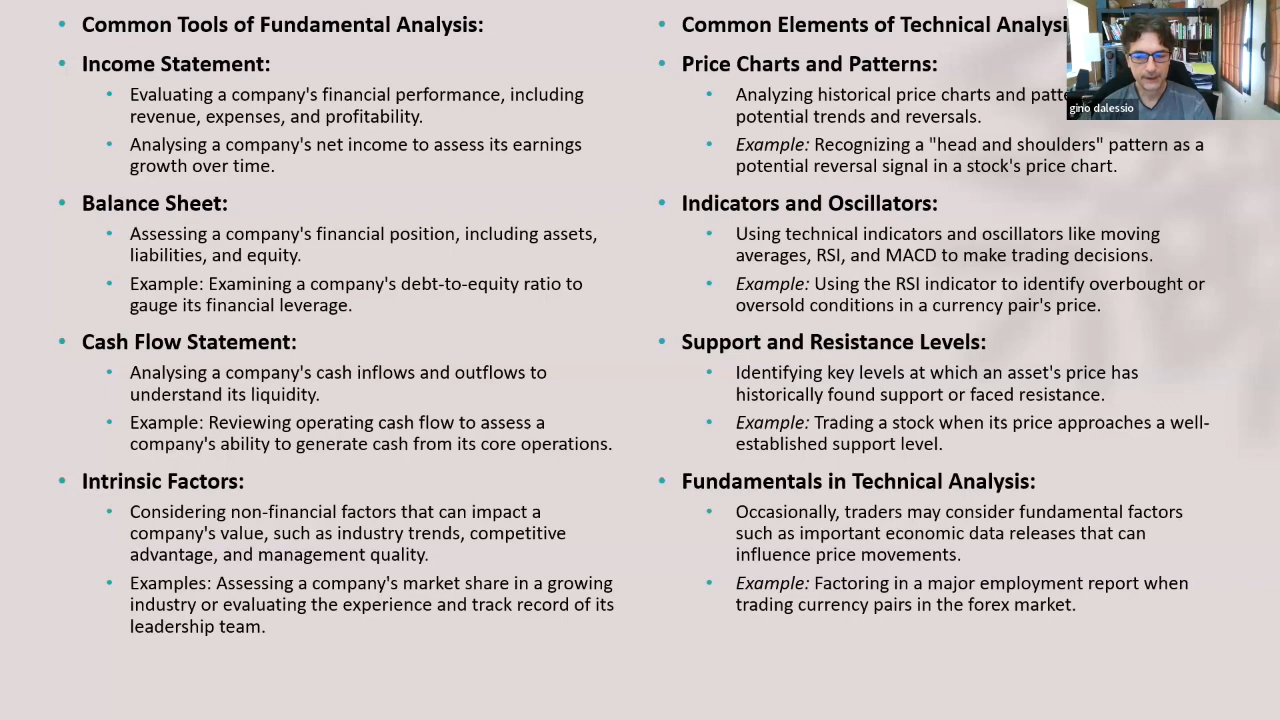 Common Tools of Fundamental Analysis:
Income Statement:
Evaluating a company's financial performance, including
revenue, expenses, and profitability.
Analysing a company's net income to assess its earnings
growth over time.
Balance Sheet:
Assessing a company's financial position, including assets,
liabilities, and equity.
Example: Examining a company's debt-to-equity ratio to
gauge its financial leverage.
Cash Flow Statement:
Analysing a company's cash inflows and outflows to
understand its liquidity.
Example: Reviewing operating cash flow to assess a
company's ability to generate cash from its core operations.
Intrinsic Factors:
Considering non-financial factors that can impact a
company's value, such as industry trends, competitive
advantage, and management quality.
Examples: Assessing a company's market share in a growing
industry or evaluating the experience and track record of its
leadership team.
Common Elements of Technical
Price Charts and Patterns:
Analyzing historical price charts and
potential trends and reversals.
Example: Recognizing a "head and shoulders" pattern as a
potential reversal signal in a stock's price chart.
Indicators and Oscillators:
Using technical indicators and oscillators like moving
averages, RSI, and MACD to make trading decisions.
Example: Using the RSI indicator to identify overbought or
oversold conditions in a currency pair's price.
Support and Resistance Levels:
Identifying key levels at which an asset's price has
historically found support or faced resistance.
Example: Trading a stock when its price approaches a well-
established support level.
Fundamentals in Technical Analysis:
Occasionally, traders may consider fundamental factors
such as important economic data releases that can
influence price movements.
Example: Factoring in a major employment report when
trading currency pairs in the forex market.
gino dalessio